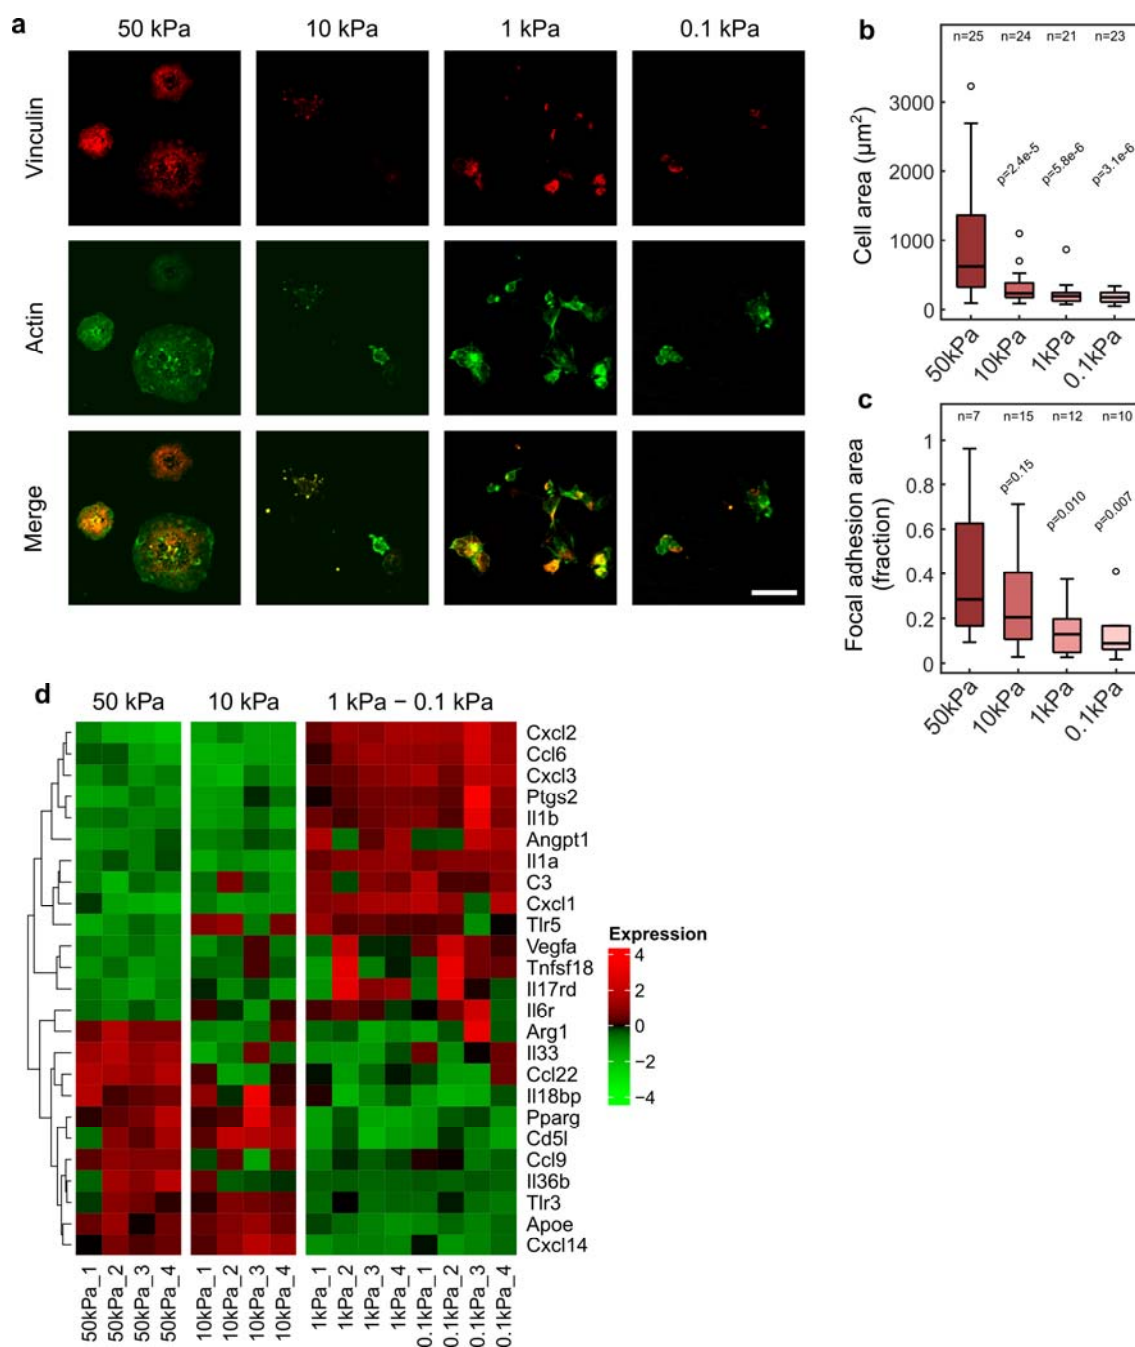 a
50 kPa 10 kPa 1 kPa 0.1 kPa
Vinculin
Actin
Merge
b
n=25 n=24 n=21 n=23
p=2.4e-5 p=5.8e-6 p=3.1e-6
Cell area (µm²)
3000
2000
1000
0
50kPa 10kPa 1kPa 0.1kPa
c
n=7 n=15 n=12 n=10
p=0.15 p=0.010 p=0.007
Focal adhesion area
(fraction)
1
0.8
0.6
0.4
0.2
0
50kPa 10kPa 1kPa 0.1kPa
d
50 kPa 10 kPa 1 kPa – 0.1 kPa
Cxcl2
Ccl6
Cxcl3
Ptgs2
Il1b
Angpt1
Il1a
C3
Cxcl1
Tlr5
Vegfa
Tnfsf18
Il17rd
Il6r
Arg1
Il33
Ccl22
Il18bp
Pparg
Cd5l
Ccl9
Il36b
Tlr3
Apoe
Cxcl14
Expression
4
2
0
−2
−4
50kPa_1 50kPa_2 50kPa_3 50kPa_4 10kPa_1 10kPa_2 10kPa_3 10kPa_4 1kPa_1 1kPa_2 1kPa_3 1kPa_4 0.1kPa_1 0.1kPa_2 0.1kPa_3 0.1kPa_4